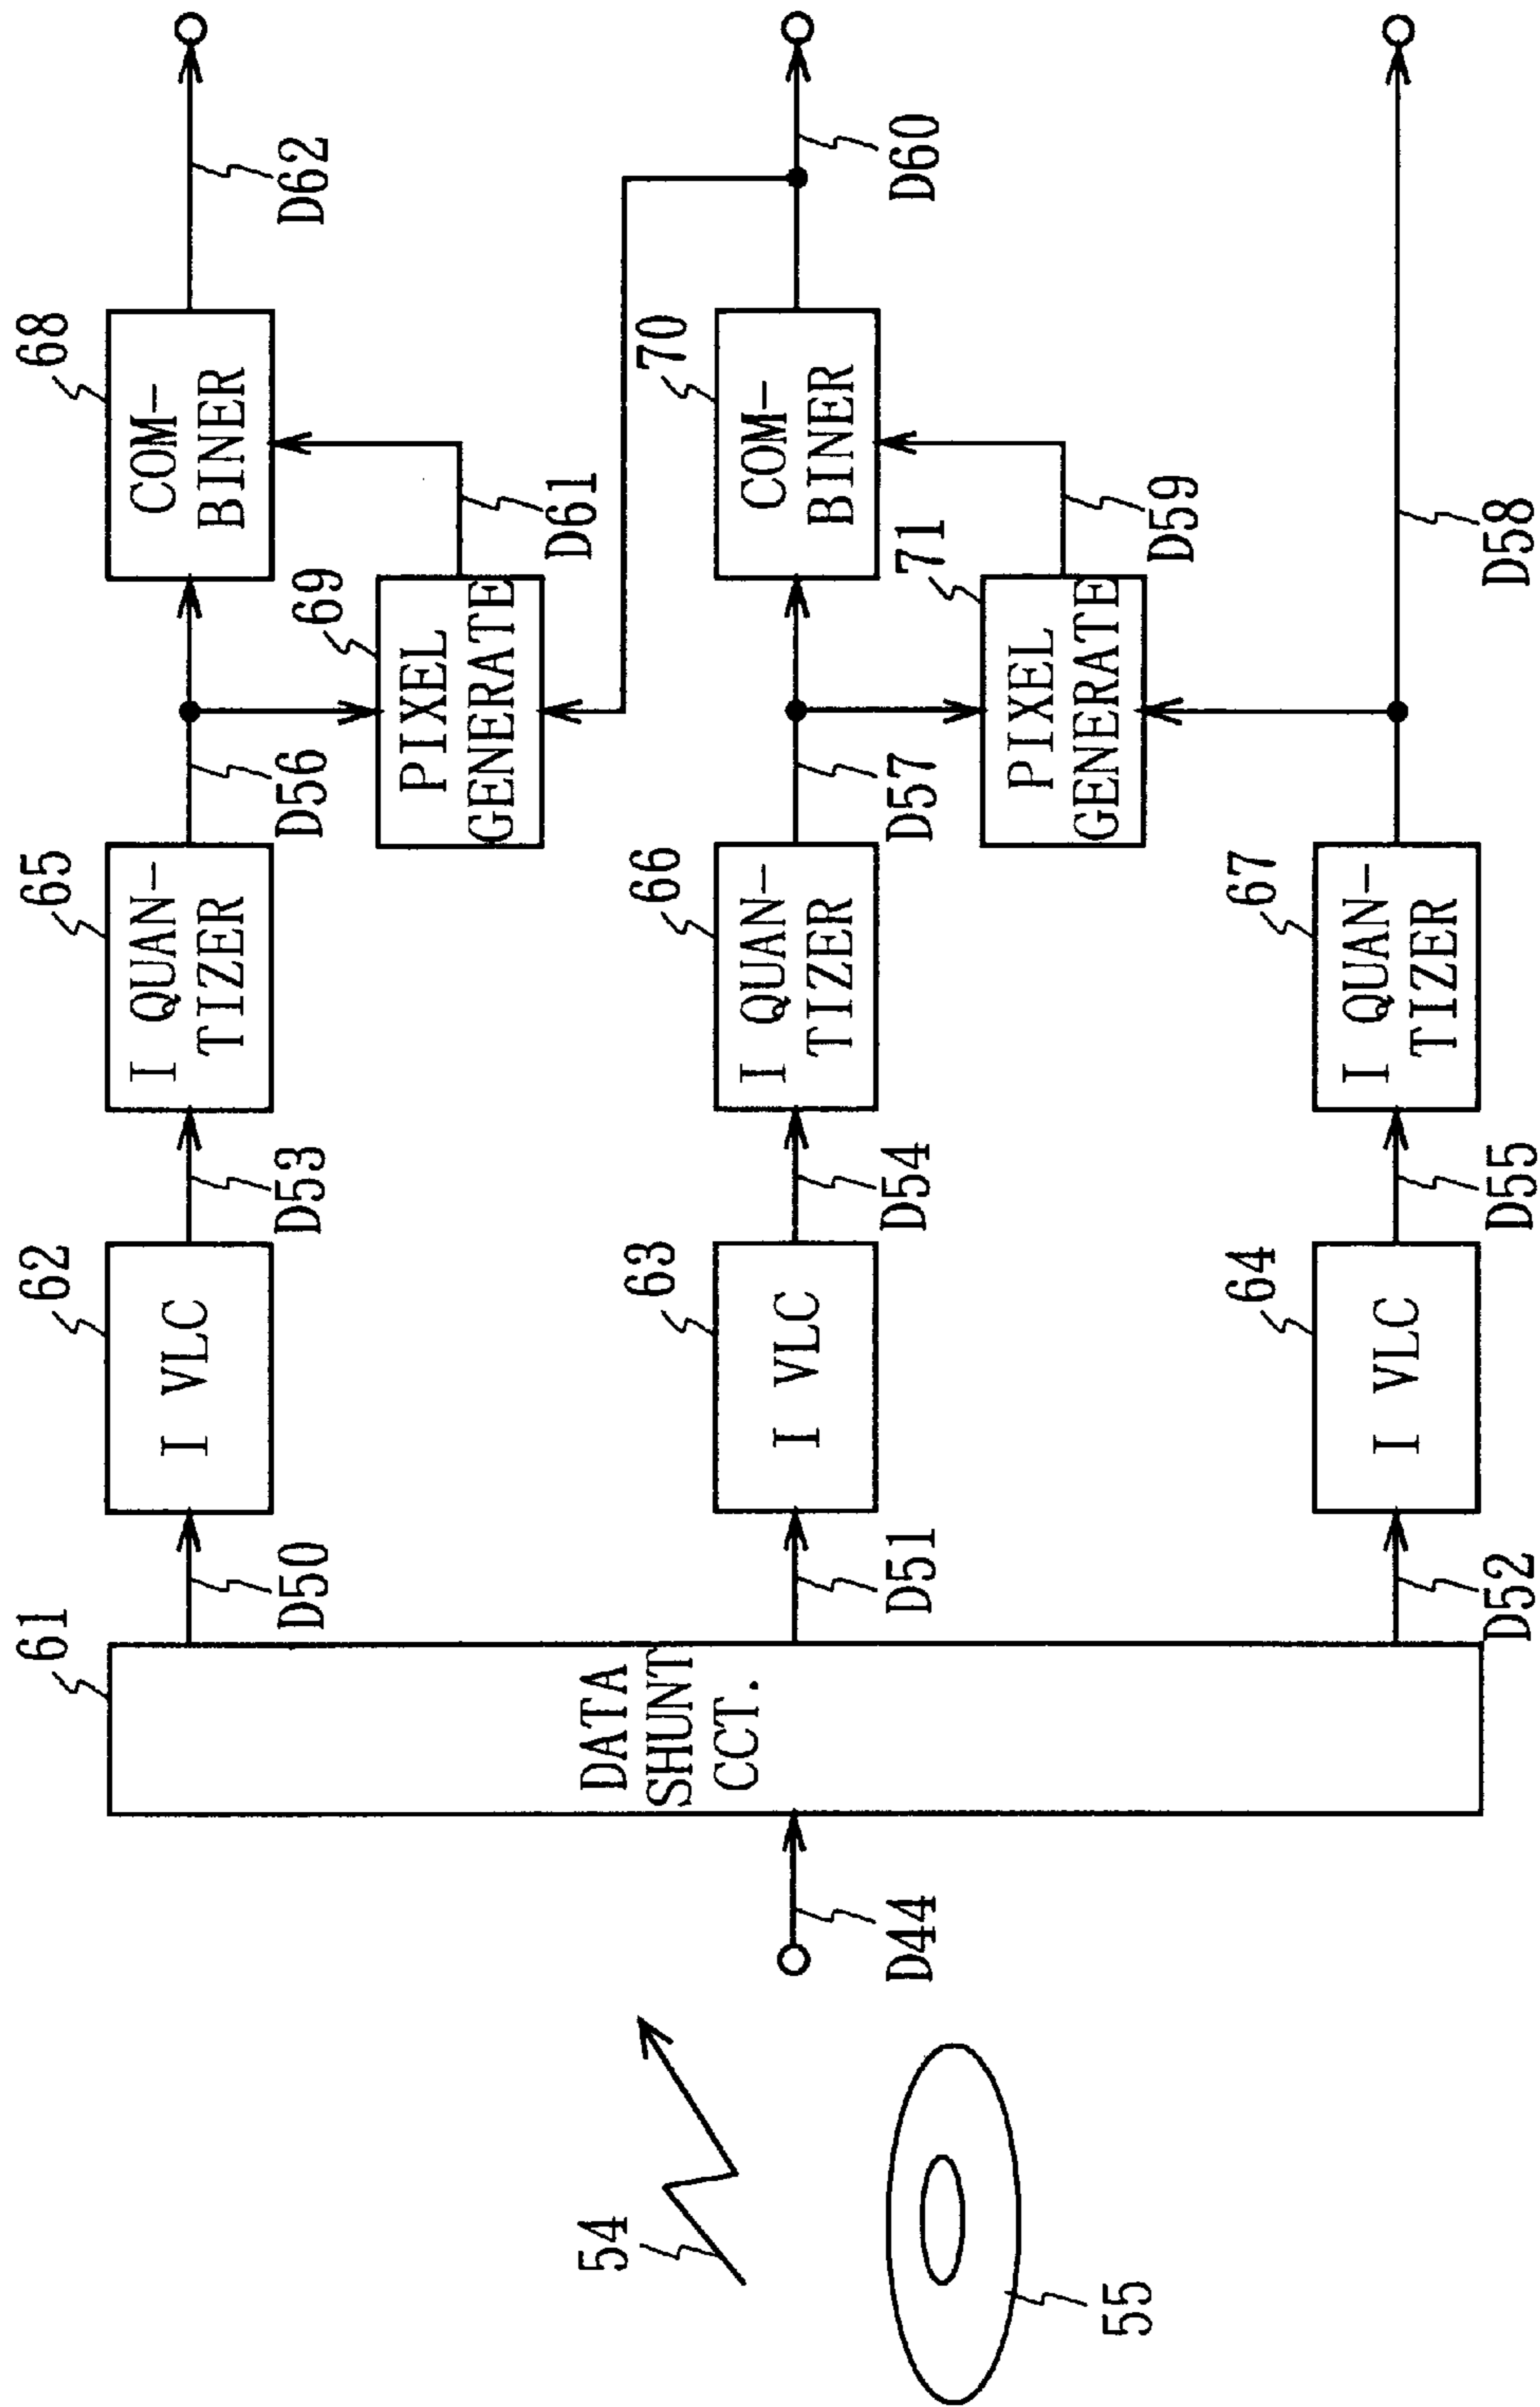 61
62
65
68
D50
D53
D56
D62
I VLC
I QUAN-
TIZER
COM-
BINER
69
PIXEL
GENERATE
D61
DATA
SHUNT
CCT.
54
55
D44
D51
63
I VLC
D54
66
I QUAN-
TIZER
D57
70
COM-
BINER
D60
71
PIXEL
GENERATE
D59
D52
64
I VLC
D55
67
I QUAN-
TIZER
D58